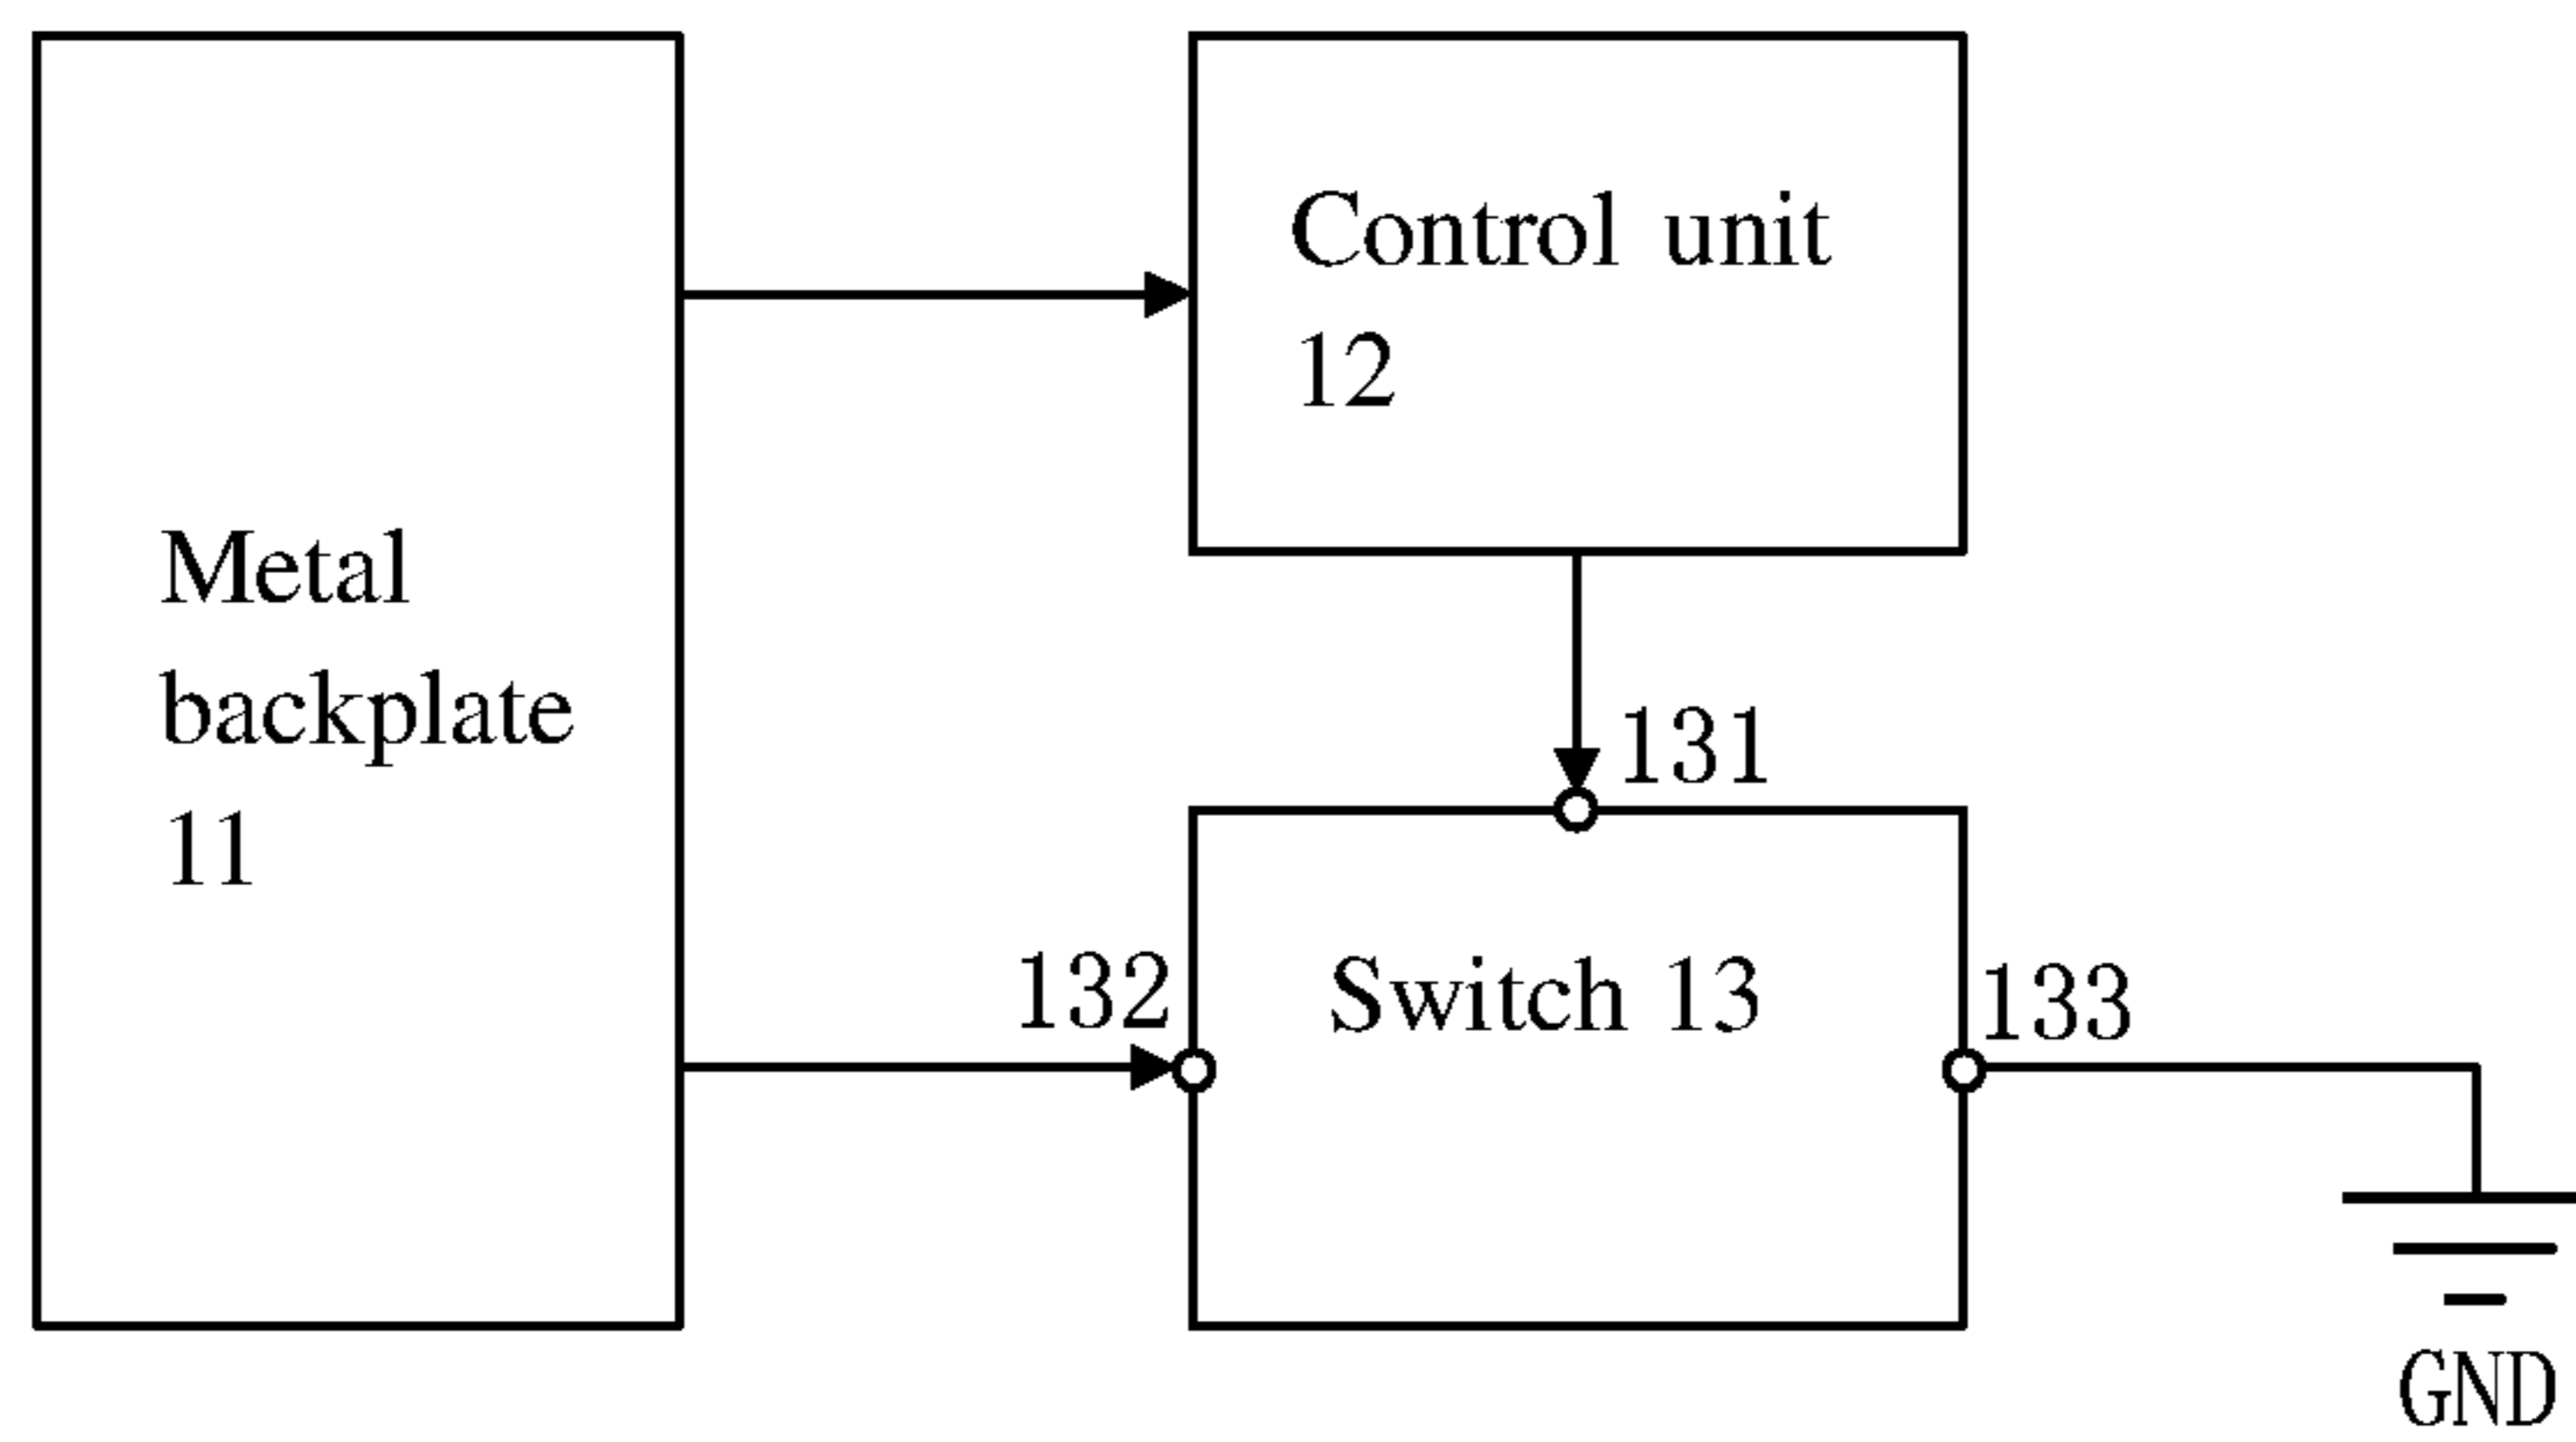 Control unit
12
Metal
backplate
11
131
132
Switch 13
133
GND